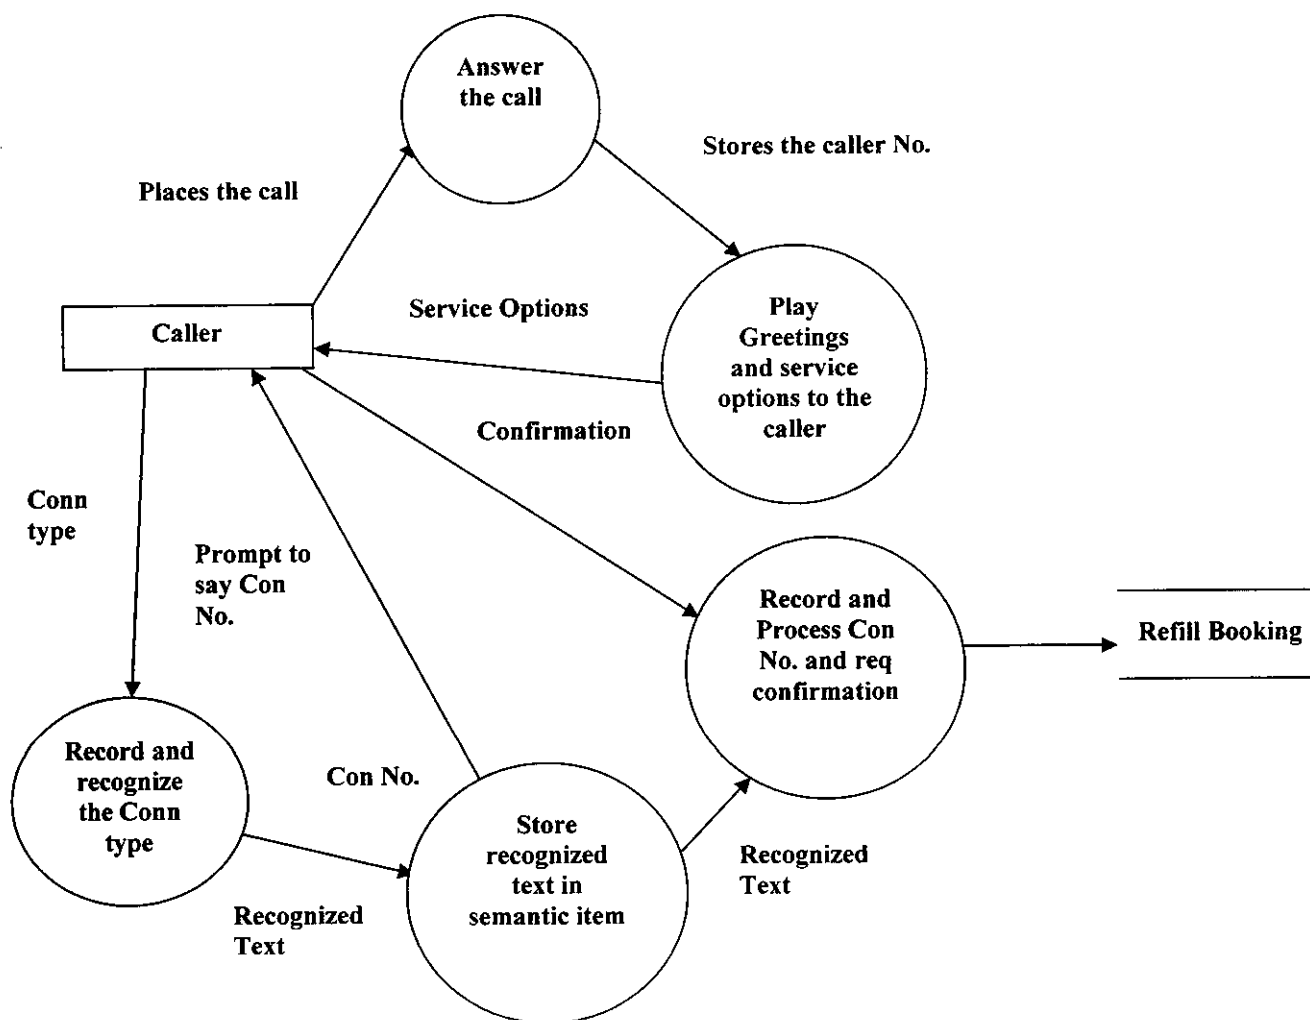 Answer
the call
Stores the caller No.
Places the call
Service Options
Caller
Play
Greetings
and service
options to the
caller
Confirmation
Conn
type
Prompt to
say Con
No.
Record and
Process Con
No. and req
confirmation
Refill Booking
Record and
recognize
the Conn
type
Con No.
Store
recognized
text in
semantic item
Recognized
Text
Recognized
Text